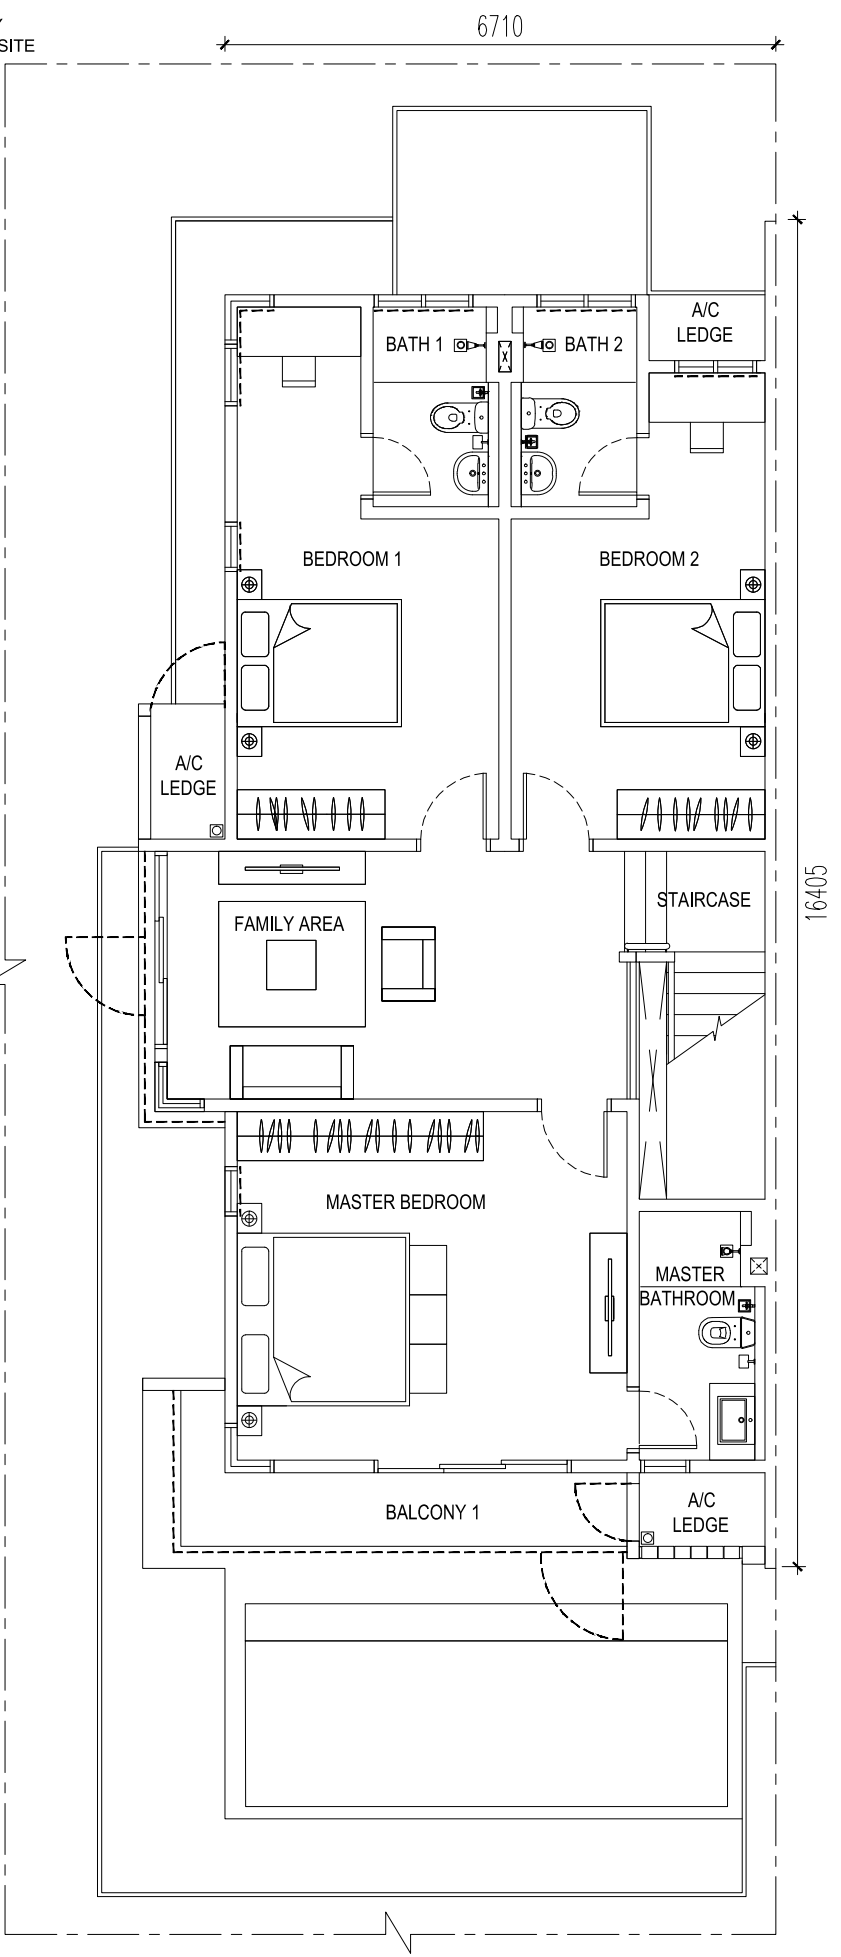 SITE
6710
A/C
LEDGE
BATH 1
BATH 2
BEDROOM 1
BEDROOM 2
A/C
LEDGE
STAIRCASE
16405
FAMILY AREA
MASTER BEDROOM
MASTER
BATHROOM
BALCONY 1
A/C
LEDGE